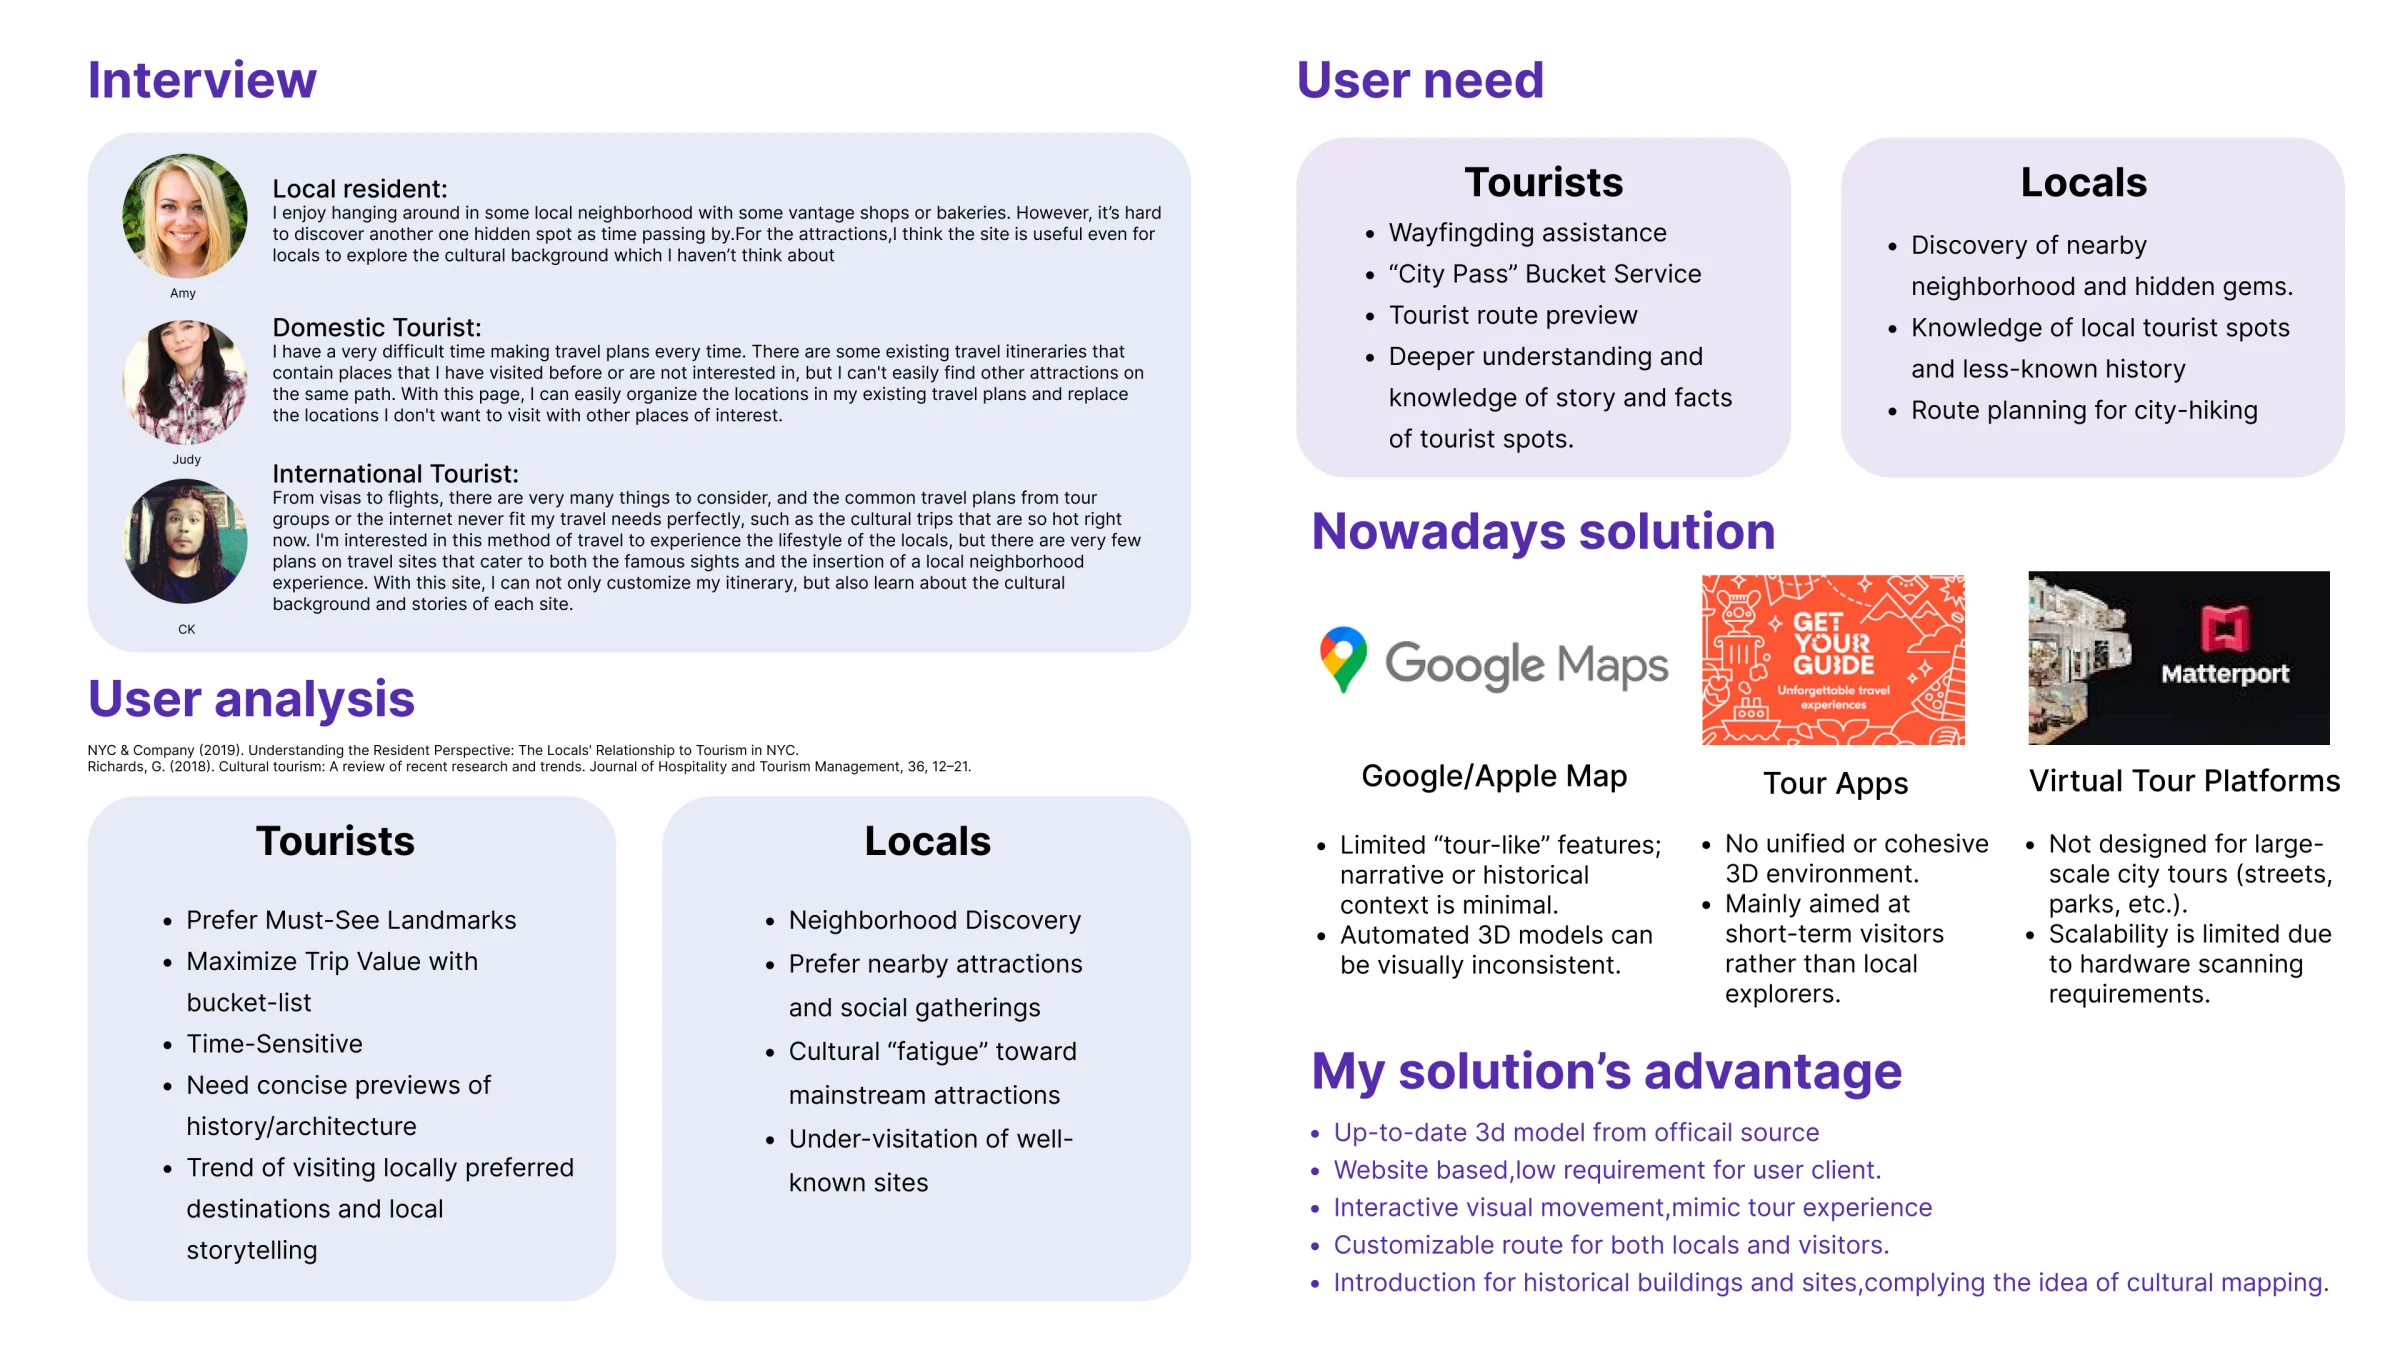 Interview
Local resident:
I enjoy hanging around in some local neighborhood with some vantage shops or bakeries. However, it’s hard
to discover another one hidden spot as time passing by.For the attractions,I think the site is useful even for
locals to explore the cultural background which I haven’t think about
Amy
Domestic Tourist:
I have a very difficult time making travel plans every time. There are some existing travel itineraries that
contain places that I have visited before or are not interested in, but I can't easily find other attractions on
the same path. With this page, I can easily organize the locations in my existing travel plans and replace
the locations I don't want to visit with other places of interest.
Judy
International Tourist:
From visas to flights, there are very many things to consider, and the common travel plans from tour
groups or the internet never fit my travel needs perfectly, such as the cultural trips that are so hot right
now. I'm interested in this method of travel to experience the lifestyle of the locals, but there are very few
plans on travel sites that cater to both the famous sights and the insertion of a local neighborhood
experience. With this site, I can not only customize my itinerary, but also learn about the cultural
background and stories of each site.
CK
User analysis
NYC & Company (2019). Understanding the Resident Perspective: The Locals' Relationship to Tourism in NYC.
Richards, G. (2018). Cultural tourism: A review of recent research and trends. Journal of Hospitality and Tourism Management, 36, 12–21.
Tourists
• Prefer Must-See Landmarks
• Maximize Trip Value with
bucket-list
• Time-Sensitive
• Need concise previews of
history/architecture
• Trend of visiting locally preferred
destinations and local
storytelling
Locals
• Neighborhood Discovery
• Prefer nearby attractions
and social gatherings
• Cultural “fatigue” toward
mainstream attractions
• Under-visitation of well-
known sites
User need
Tourists
• Wayfingding assistance
• “City Pass” Bucket Service
• Tourist route preview
• Deeper understanding and
knowledge of story and facts
of tourist spots.
Locals
• Discovery of nearby
neighborhood and hidden gems.
• Knowledge of local tourist spots
and less-known history
• Route planning for city-hiking
Nowadays solution
Google Maps
GET
YOUR
GUIDE
Unforgettable travel
experiences
Matterport
Google/Apple Map
• Limited “tour-like” features;
narrative or historical
context is minimal.
• Automated 3D models can
be visually inconsistent.
Tour Apps
• No unified or cohesive
3D environment.
• Mainly aimed at
short-term visitors
rather than local
explorers.
Virtual Tour Platforms
• Not designed for large-
scale city tours (streets,
parks, etc.).
• Scalability is limited due
to hardware scanning
requirements.
My solution’s advantage
• Up-to-date 3d model from officail source
• Website based,low requirement for user client.
• Interactive visual movement,mimic tour experience
• Customizable route for both locals and visitors.
• Introduction for historical buildings and sites,complying the idea of cultural mapping.